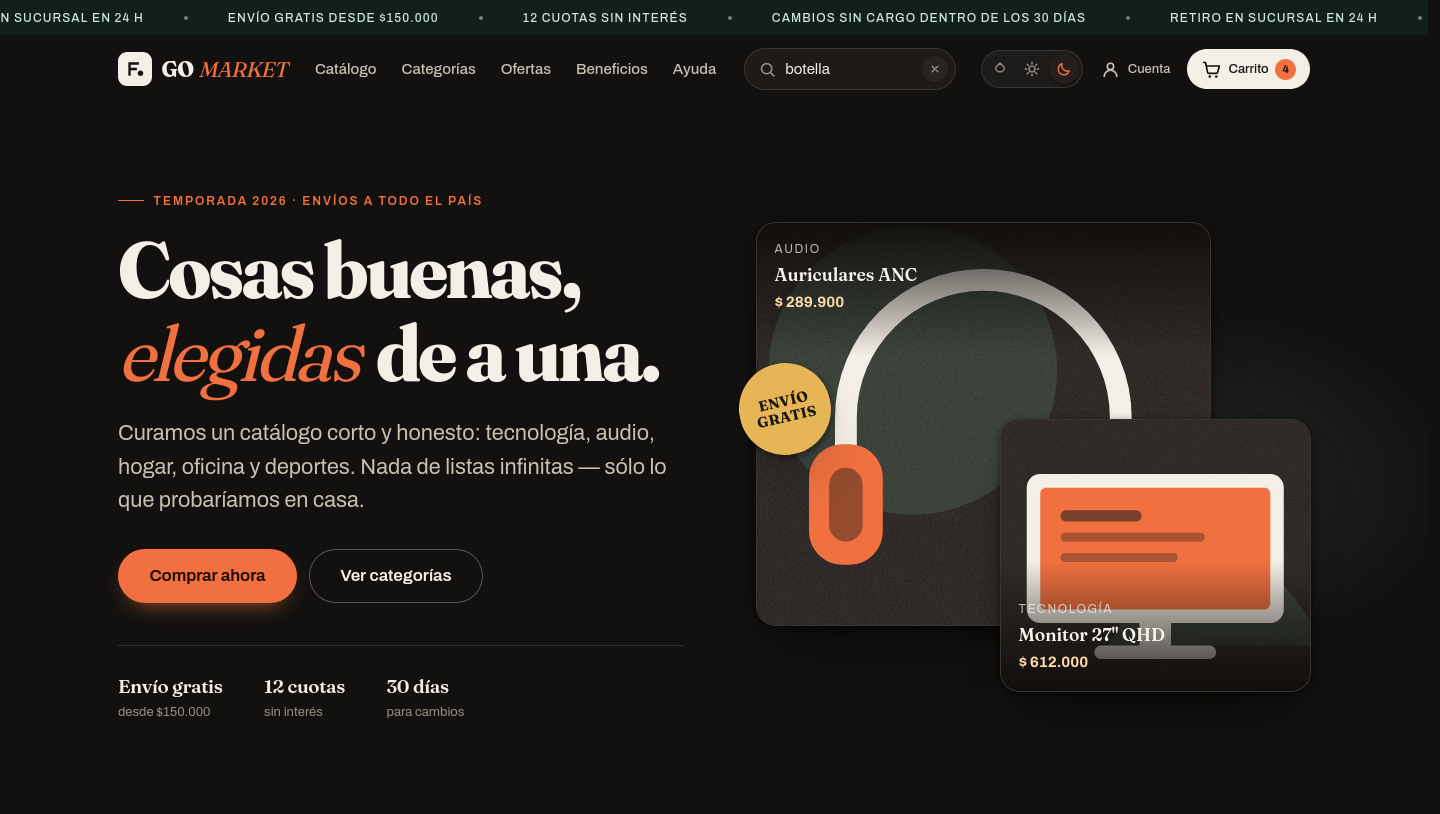 N SUCURSAL EN 24 H • ENVÍO GRATIS DESDE $150.000 • 12 CUOTAS SIN INTERÉS • CAMBIOS SIN CARGO DENTRO DE LOS 30 DÍAS • RETIRO EN SUCURSAL EN 24 H •
F. GO MARKET Catálogo Categorías Ofertas Beneficios Ayuda botella Cuenta Carrito 4
TEMPORADA 2026 · ENVÍOS A TODO EL PAÍS
Cosas buenas,
elegidas de a una.
Curamos un catálogo corto y honesto: tecnología, audio,
hogar, oficina y deportes. Nada de listas infinitas — sólo lo
que probaríamos en casa.
Comprar ahora Ver categorías
Envío gratis 12 cuotas 30 días
desde $150.000 sin interés para cambios
AUDIO
Auriculares ANC
$ 289.900
ENVÍO
GRATIS
TECNOLOGÍA
Monitor 27" QHD
$ 612.000